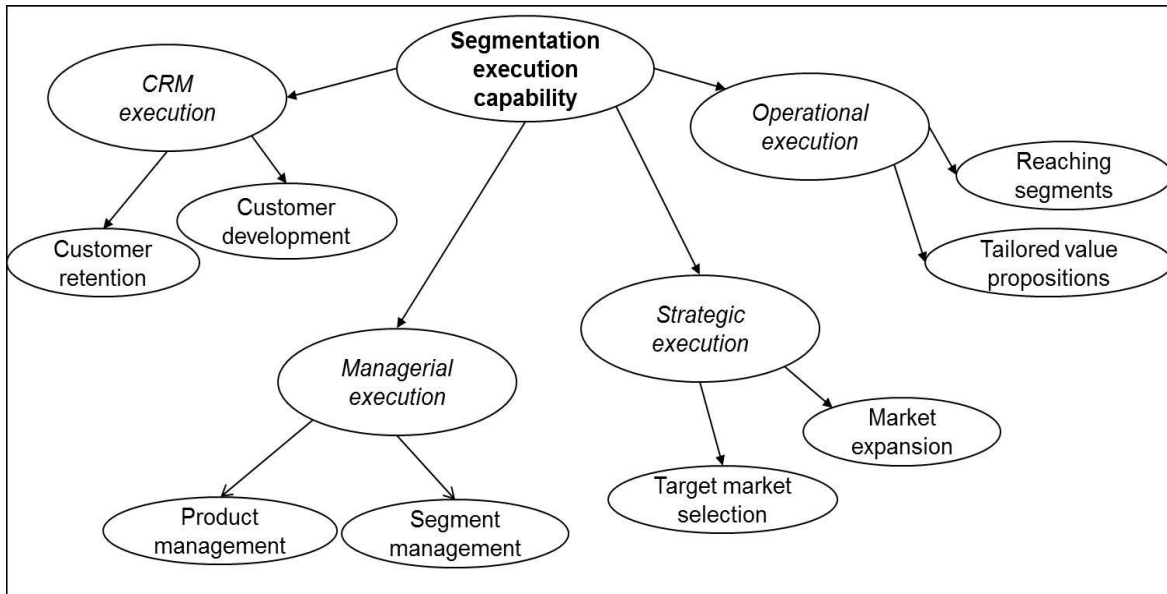 Segmentation
execution
capability
CRM
execution
Operational
execution
Reaching
segments
Customer
development
Customer
retention
Tailored value
propositions
Strategic
execution
Managerial
execution
Market
expansion
Target market
selection
Product
management
Segment
management